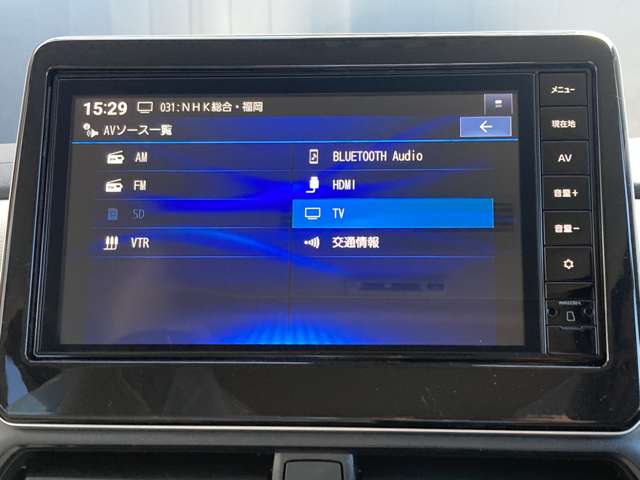 15:29 031:NHK総合・福岡
AVソース一覧
AM
BLUETOOTH Audio
FM
HDMI
SD
TV
VTR
交通情報
メニュー
現在地
AV
音量+
音量-